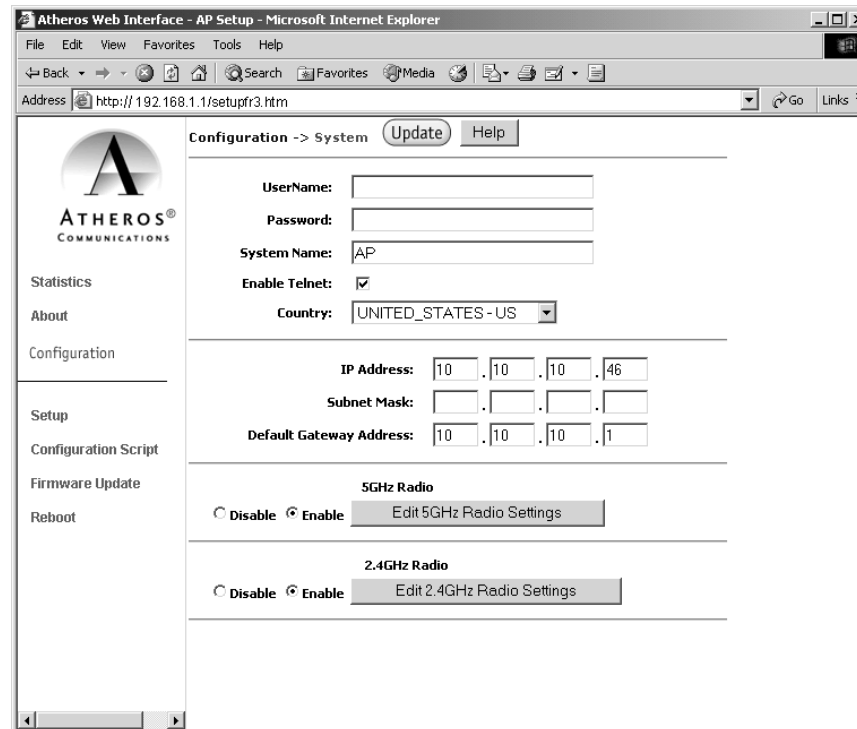 Atheros Web Interface - AP Setup - Microsoft Internet Explorer
File Edit View Favorites Tools Help
Back Search Favorites Media
Address http://192.168.1.1/setupfr3.htm Go Links
ATHEROS®
COMMUNICATIONS
Statistics
About
Configuration
Setup
Configuration Script
Firmware Update
Reboot
Configuration -> System Update Help
UserName:
Password:
System Name: AP
Enable Telnet:
Country: UNITED_STATES - US
IP Address: 10 . 10 . 10 . 46
Subnet Mask: . . .
Default Gateway Address: 10 . 10 . 10 . 1
5GHz Radio
Disable Enable Edit 5GHz Radio Settings
2.4GHz Radio
Disable Enable Edit 2.4GHz Radio Settings